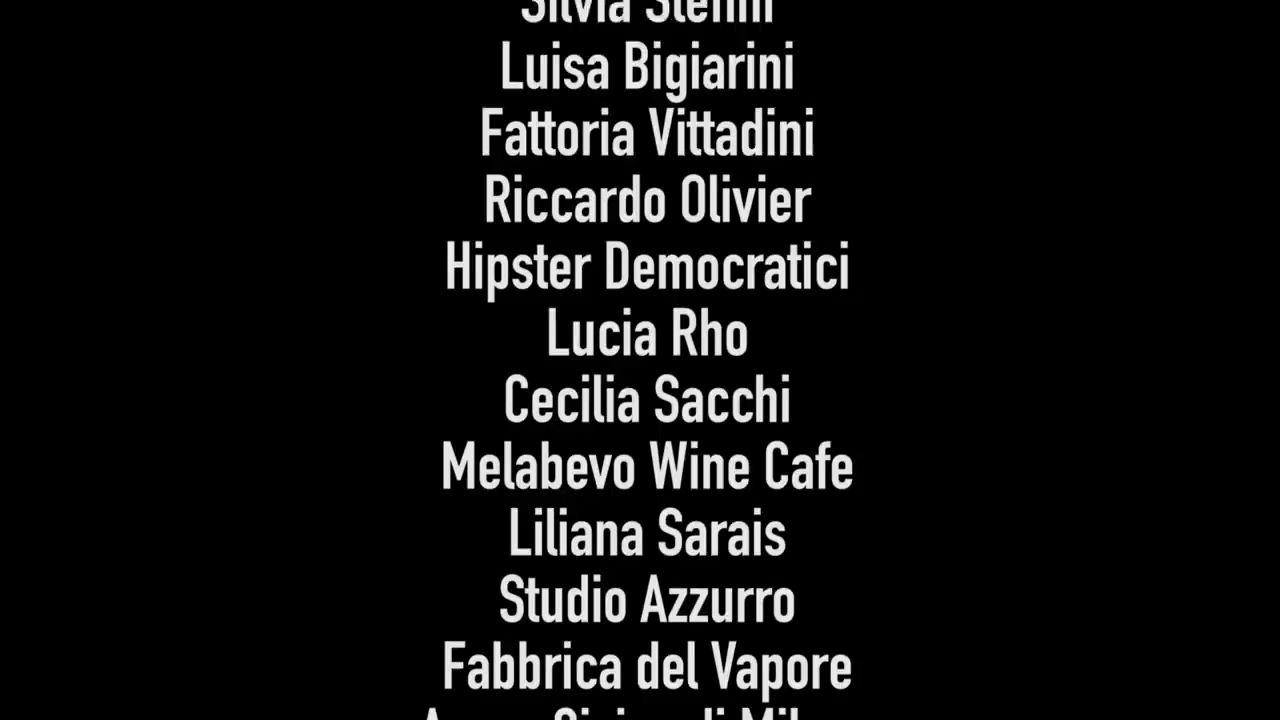 Silvia
Luisa Bigiarini
Fattoria Vittadini
Riccardo Olivier
Hipster Democratici
Lucia Rho
Cecilia Sacchi
Melabevo Wine Cafe
Liliana Sarais
Studio Azzurro
Fabbrica del Vapore